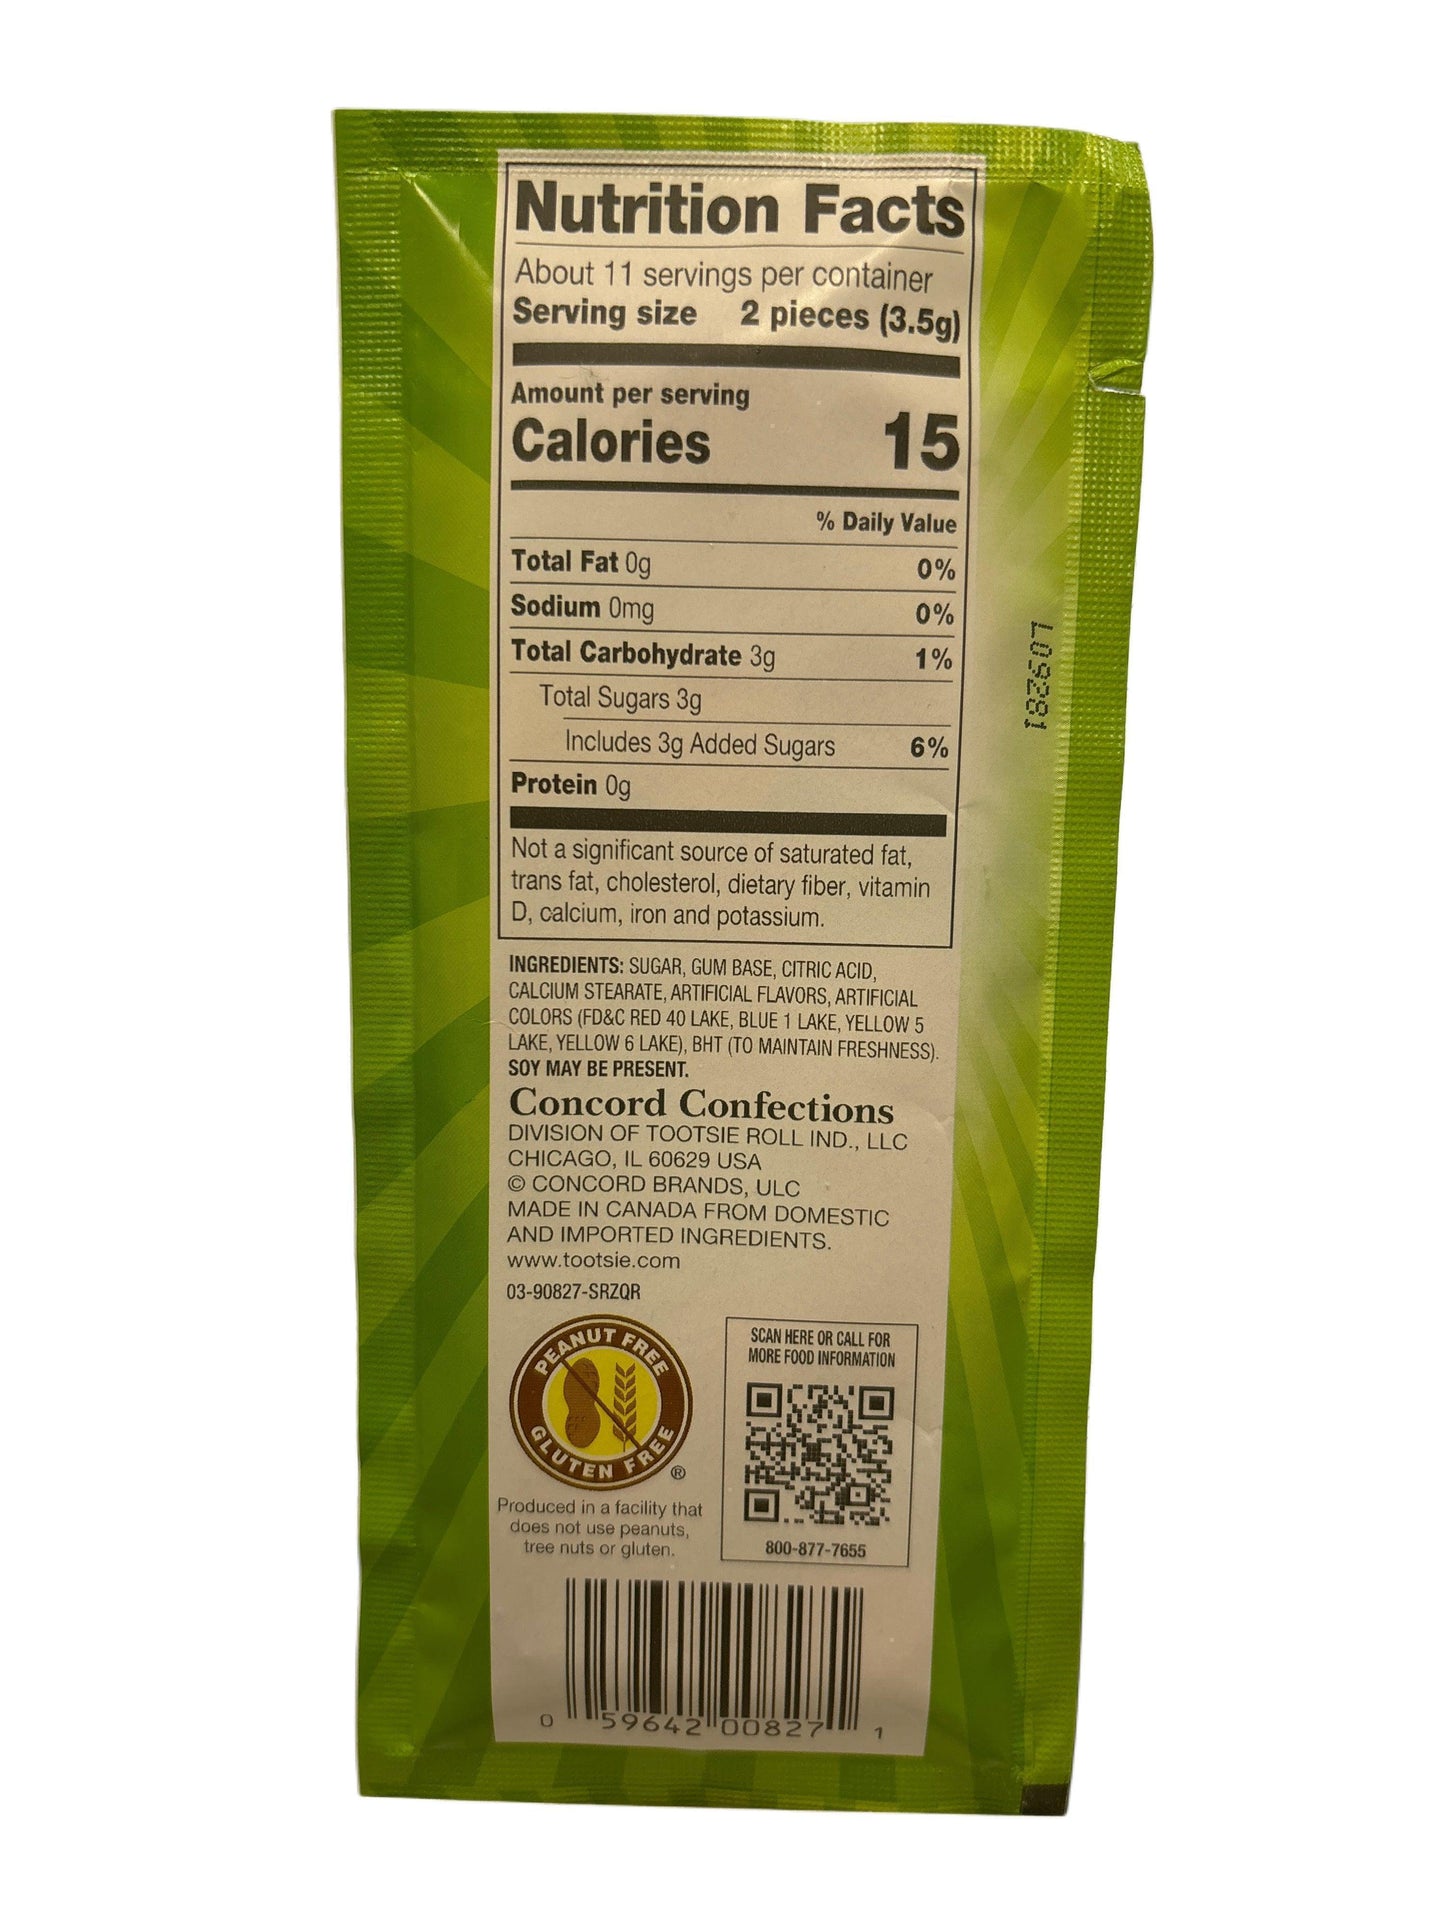 Nutrition Facts
About 11 servings per container
Serving size 2 pieces (3.5g)
Amount per serving
Calories 15
% Daily Value
Total Fat 0g 0%
Sodium 0mg 0%
Total Carbohydrate 3g 1%
Total Sugars 3g
Includes 3g Added Sugars 6%
Protein 0g
Not a significant source of saturated fat,
trans fat, cholesterol, dietary fiber, vitamin
D, calcium, iron and potassium.
INGREDIENTS: SUGAR, GUM BASE, CITRIC ACID,
CALCIUM STEARATE, ARTIFICIAL FLAVORS, ARTIFICIAL
COLORS (FD&C RED 40 LAKE, BLUE 1 LAKE, YELLOW 5
LAKE, YELLOW 6 LAKE), BHT (TO MAINTAIN FRESHNESS).
SOY MAY BE PRESENT.
Concord Confections
DIVISION OF TOOTSIE ROLL IND., LLC
CHICAGO, IL 60629 USA
© CONCORD BRANDS, ULC
MADE IN CANADA FROM DOMESTIC
AND IMPORTED INGREDIENTS.
www.tootsie.com
03-90827-SRZQR
PEANUT FREE
GLUTEN FREE
®
Produced in a facility that
does not use peanuts,
tree nuts or gluten.
SCAN HERE OR CALL FOR
MORE FOOD INFORMATION
800-877-7655
0 59642 00827 1